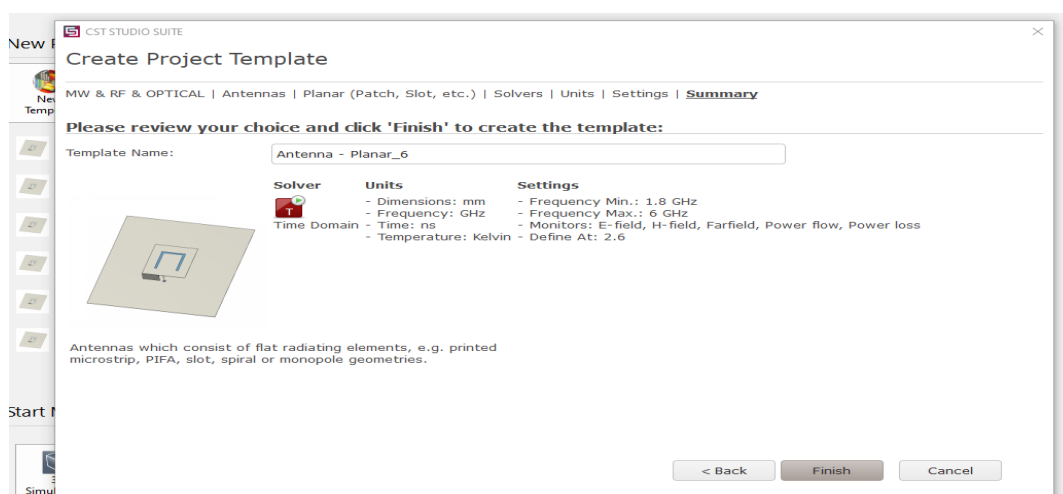 CST STUDIO SUITE
Create Project Template
MW & RF & OPTICAL | Antennas | Planar (Patch, Slot, etc.) | Solvers | Units | Settings | Summary
Please review your choice and click 'Finish' to create the template:
Template Name: Antenna - Planar_6
Solver Units Settings
- Dimensions: mm - Frequency Min.: 1.8 GHz
- Frequency: GHz - Frequency Max.: 6 GHz
Time Domain - Time: ns - Monitors: E-field, H-field, Farfield, Power flow, Power loss
- Temperature: Kelvin - Define At: 2.6
Antennas which consist of flat radiating elements, e.g. printed
microstrip, PIFA, slot, spiral or monopole geometries.
< Back Finish Cancel
New
Temp
Start
Simul